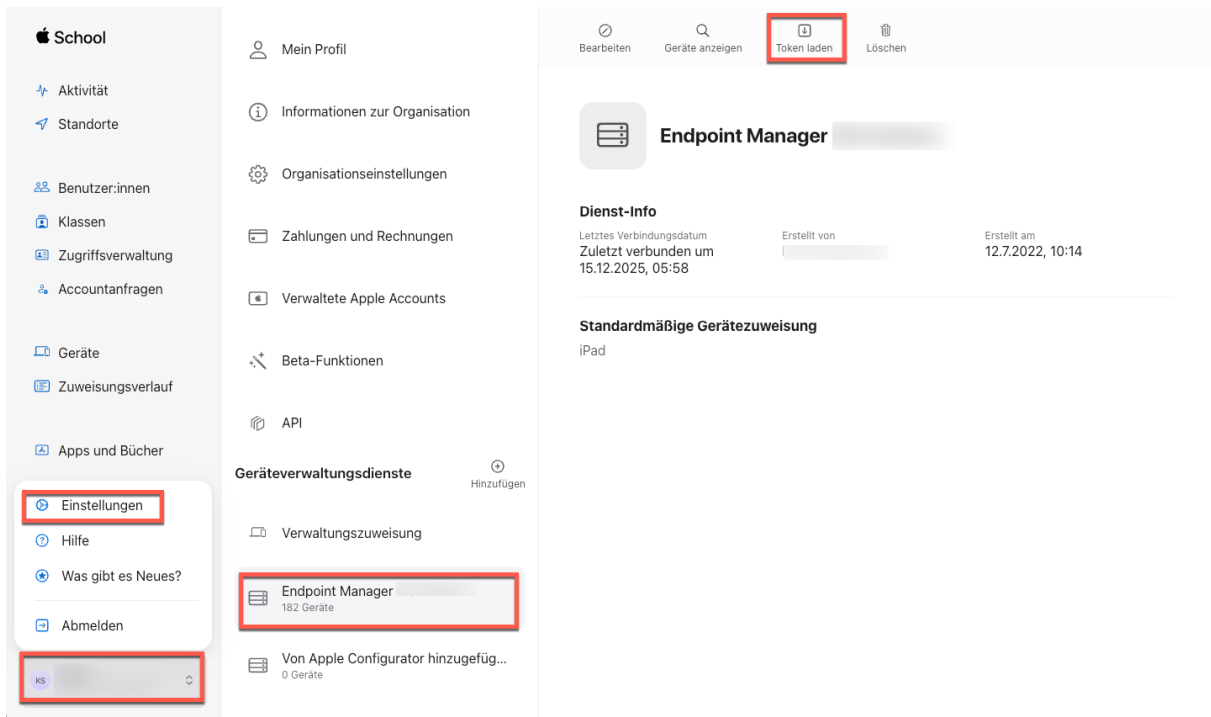 School
Aktivität
Standorte
Benutzer:innen
Klassen
Zugriffsverwaltung
Accountanfragen
Geräte
Zuweisungsverlauf
Apps und Bücher
Einstellungen
Hilfe
Was gibt es Neues?
Abmelden
KS
Mein Profil
Informationen zur Organisation
Organisationseinstellungen
Zahlungen und Rechnungen
Verwaltete Apple Accounts
Beta-Funktionen
API
Geräteverwaltungsdienste
Hinzufügen
Verwaltungszuweisung
Endpoint Manager
182 Geräte
Von Apple Configurator hinzugefüg...
0 Geräte
Bearbeiten
Geräte anzeigen
Token laden
Löschen
Endpoint Manager
Dienst-Info
Letztes Verbindungsdatum
Zuletzt verbunden um
15.12.2025, 05:58
Erstellt von
Erstellt am
12.7.2022, 10:14
Standardmäßige Gerätezuweisung
iPad